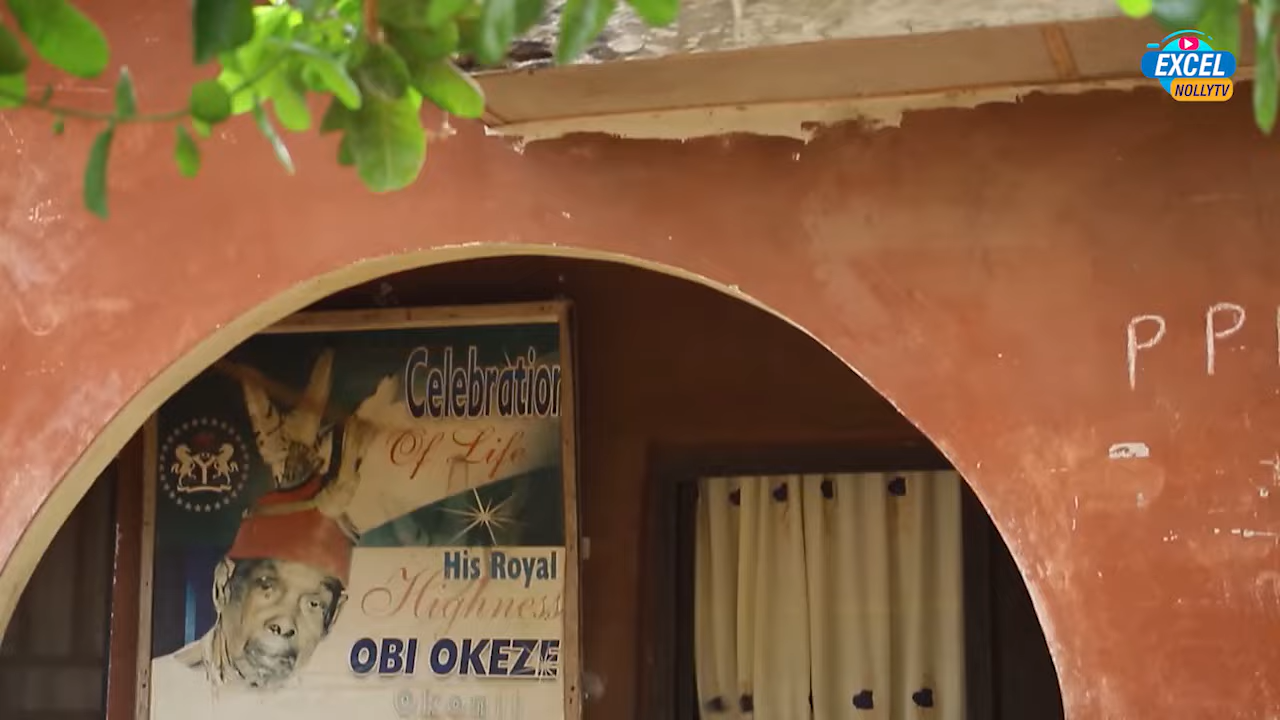 EXCEL
NOLLYTV
P P
Celebration
Of Life
His Royal
Highness
OBI OKEZE